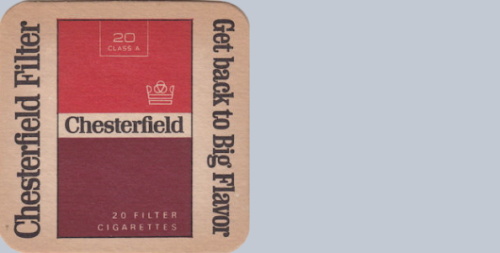 Chesterfield Filter
20
CLASS A
Chesterfield
20 FILTER
CIGARETTES
Get back to Big Flavor